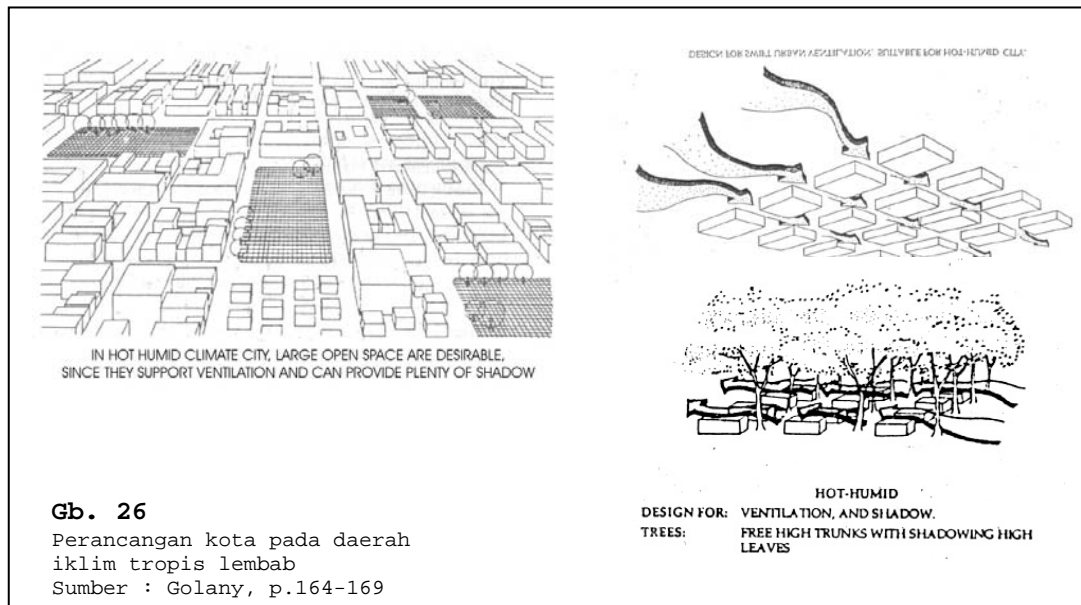 IN HOT HUMID CLIMATE CITY, LARGE OPEN SPACE ARE DESIRABLE,
SINCE THEY SUPPORT VENTILATION AND CAN PROVIDE PLENTY OF SHADOW
DESIGN FOR SWIFT URBAN VENTILATION, SUITABLE FOR HOT-HUMID CITY.
HOT-HUMID
DESIGN FOR: VENTILATION, AND SHADOW.
TREES: FREE HIGH TRUNKS WITH SHADOWING HIGH
LEAVES
Gb. 26
Perancangan kota pada daerah
iklim tropis lembab
Sumber : Golany, p.164-169